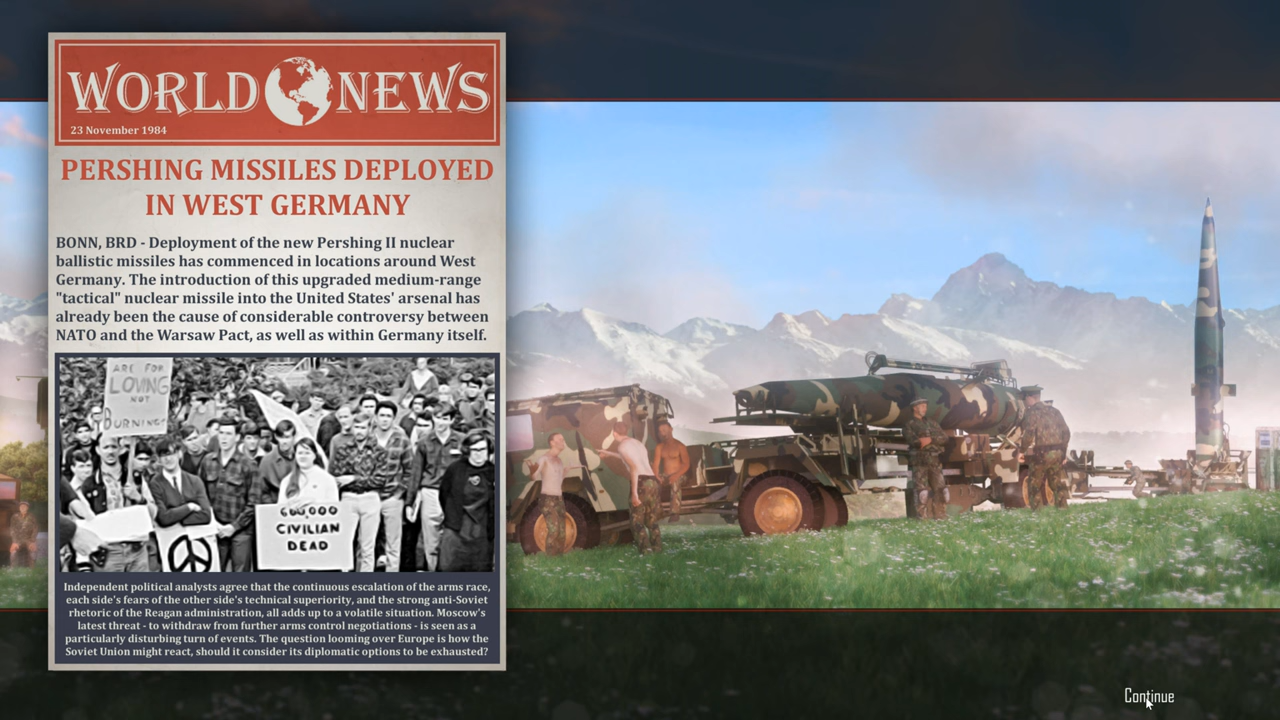 WORLD NEWS
23 November 1984
PERSHING MISSILES DEPLOYED
IN WEST GERMANY
BONN, BRD - Deployment of the new Pershing II nuclear
ballistic missiles has commenced in locations around West
Germany. The introduction of this upgraded medium-range
"tactical" nuclear missile into the United States' arsenal has
already been the cause of considerable controversy between
NATO and the Warsaw Pact, as well as within Germany itself.
ARE FOR
LOVING
NOT
BURNING!
600,000
CIVILIAN
DEAD
Independent political analysts agree that the continuous escalation of the arms race,
each side's fears of the other side's technical superiority, and the strong anti-Soviet
rhetoric of the Reagan administration, all adds up to a volatile situation. Moscow's
latest threat - to withdraw from further arms control negotiations - is seen as a
particularly disturbing turn of events. The question looming over Europe is how the
Soviet Union might react, should it consider its diplomatic options to be exhausted?
Continue